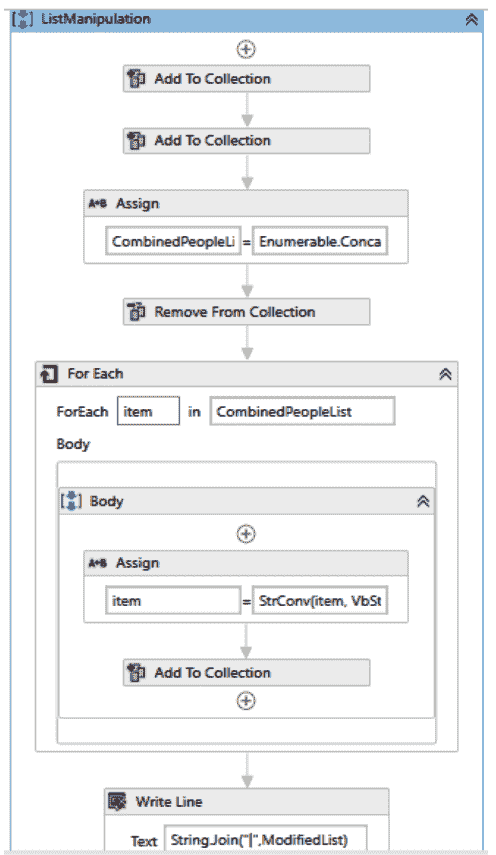 ListManipulation
Add To Collection
Add To Collection
A+B Assign
CombinedPeopleLi = Enumerable.Conca
Remove From Collection
For Each
ForEach item in CombinedPeopleList
Body
Body
A+B Assign
item = StrConv(item, VbSt
Add To Collection
Write Line
Text String.Join("|",ModifiedList)